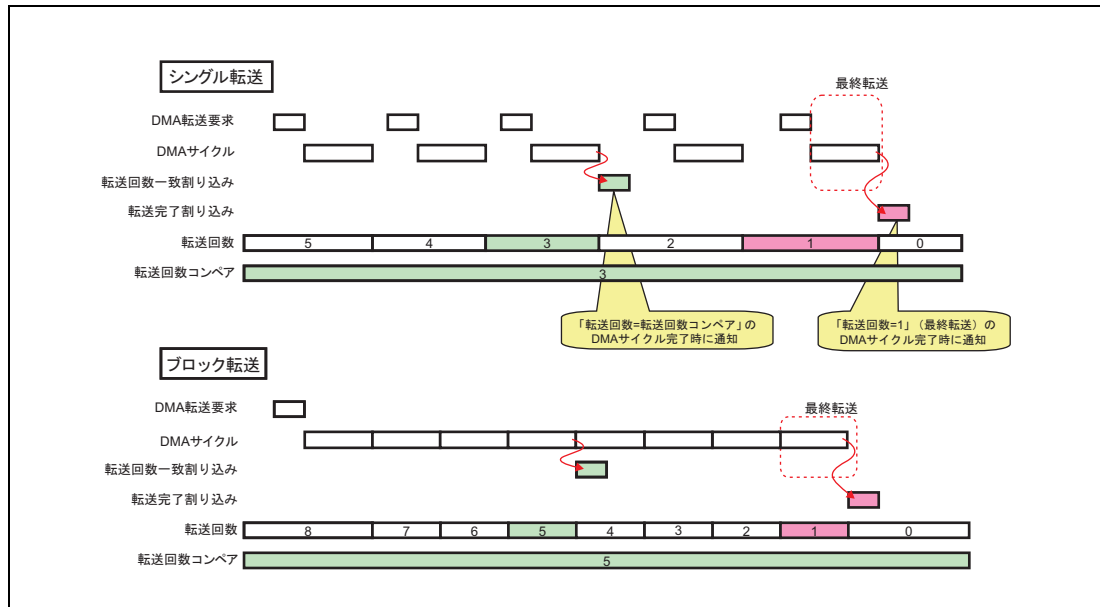 シングル転送
最終転送
DMA転送要求
DMAサイクル
転送回数一致割り込み
転送完了割り込み
転送回数 5 4 3 2 1 0
転送回数コンペア 3
「転送回数=転送回数コンペア」の
DMAサイクル完了時に通知
「転送回数=1」（最終転送）の
DMAサイクル完了時に通知
ブロック転送
DMA転送要求
最終転送
DMAサイクル
転送回数一致割り込み
転送完了割り込み
転送回数 8 7 6 5 4 3 2 1 0
転送回数コンペア 5